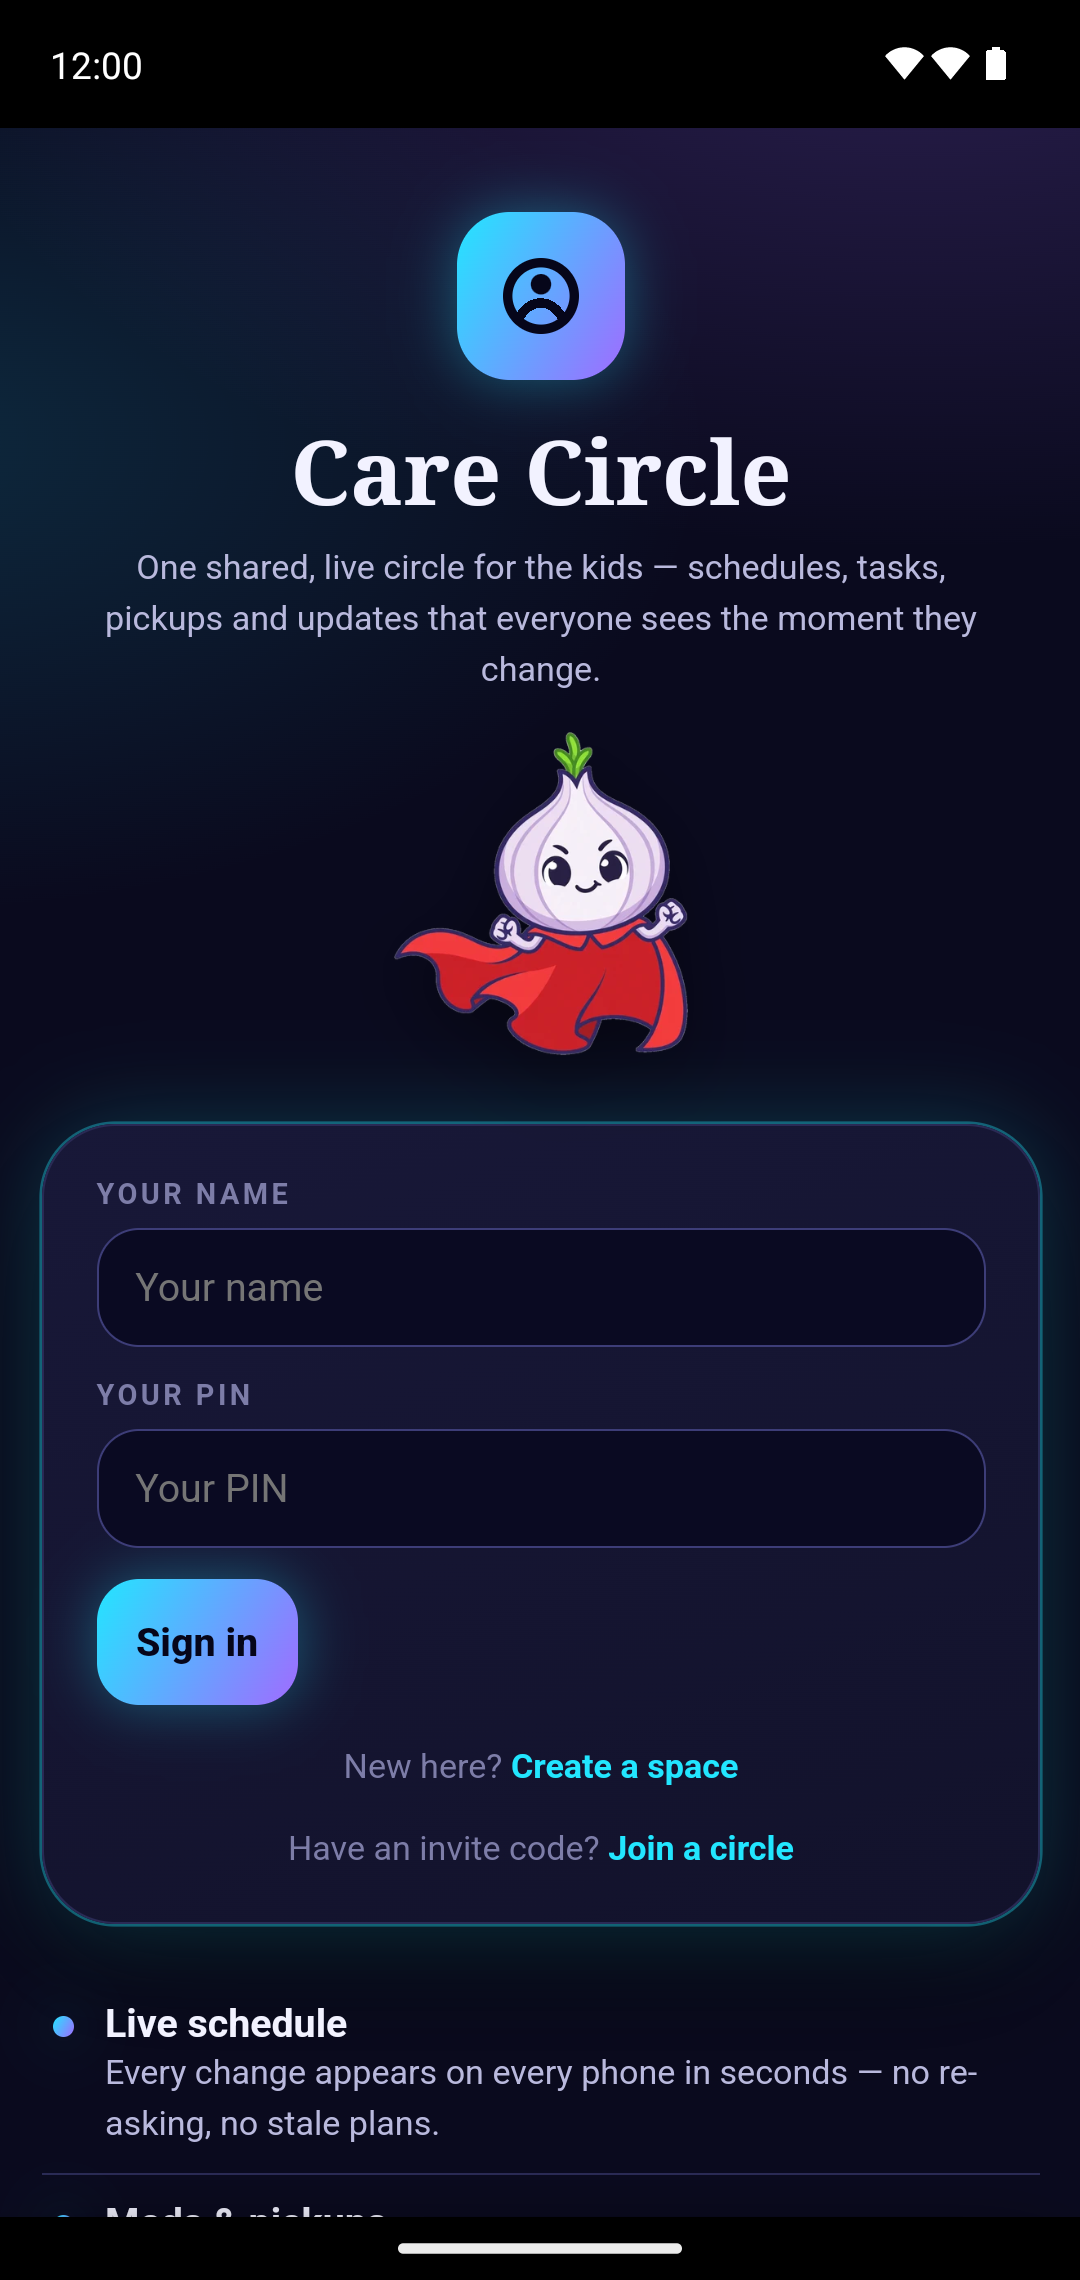 12:00
Care Circle
One shared, live circle for the kids — schedules, tasks,
pickups and updates that everyone sees the moment they
change.
YOUR NAME
Your name
YOUR PIN
Your PIN
Sign in
New here? Create a space
Have an invite code? Join a circle
Live schedule
Every change appears on every phone in seconds — no re-
asking, no stale plans.
& pickups